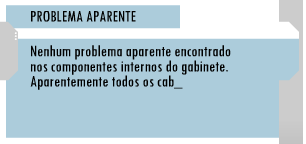 PROBLEMA APARENTE
Nenhum problema aparente encontrado
nos componentes internos do gabinete.
Aparentemente todos os cab_